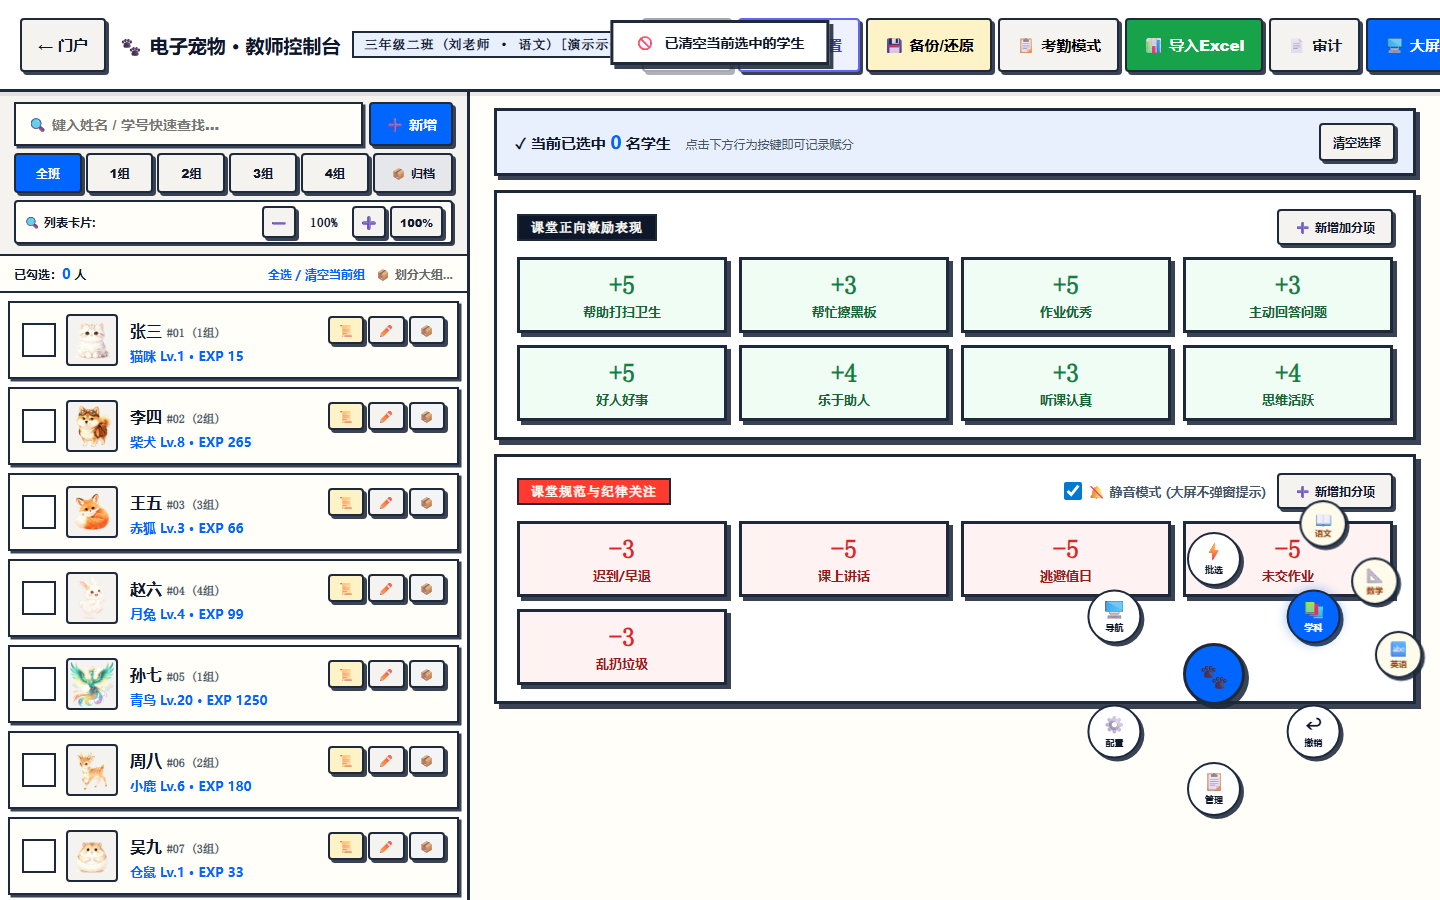 ←门户
电子宠物·教师控制台
三年级二班（刘老师 · 语文）[演示示
已清空当前选中的学生
置
备份/还原
考勤模式
导入Excel
审计
大屏
键入姓名 / 学号快速查找...
新增
全班
1组
2组
3组
4组
归档
列表卡片:
100%
100%
已勾选: 0 人
全选 / 清空当前组
划分大组...
张三 #01 (1组)
猫咪 Lv.1 • EXP 15
李四 #02 (2组)
柴犬 Lv.8 • EXP 265
王五 #03 (3组)
赤狐 Lv.3 • EXP 66
赵六 #04 (4组)
月兔 Lv.4 • EXP 99
孙七 #05 (1组)
青鸟 Lv.20 • EXP 1250
周八 #06 (2组)
小鹿 Lv.6 • EXP 180
吴九 #07 (3组)
仓鼠 Lv.1 • EXP 33
✓ 当前已选中 0 名学生
点击下方行为按键即可记录赋分
清空选择
课堂正向激励表现
新增加分项
+5
帮助打扫卫生
+3
帮忙擦黑板
+5
作业优秀
+3
主动回答问题
+5
好人好事
+4
乐于助人
+3
听课认真
+4
思维活跃
课堂规范与纪律关注
静音模式 (大屏不弹窗提示)
新增扣分项
-3
迟到/早退
-5
课上讲话
-5
逃避值日
-5
未交作业
-3
乱扔垃圾
语文
批选
数学
导航
学科
英语
配置
撤销
管理